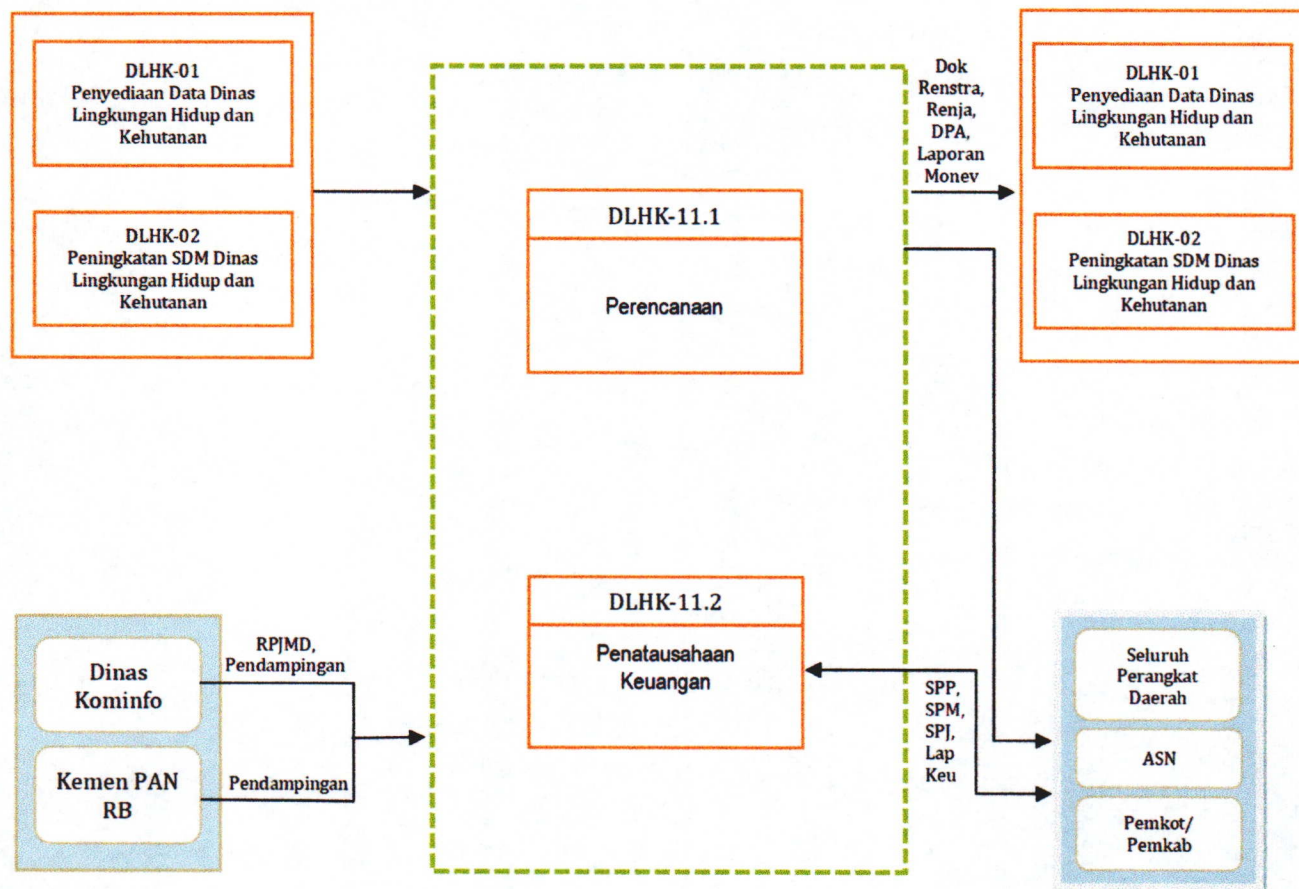 DLHK-01
Penyediaan Data Dinas
Lingkungan Hidup dan
Kehutanan
DLHK-02
Peningkatan SDM Dinas
Lingkungan Hidup dan
Kehutanan
Dinas
Kominfo
Kemen PAN
RB
RPJMD,
Pendampingan
Pendampingan
DLHK-11.1
Perencanaan
DLHK-11.2
Penatausahaan
Keuangan
Dok
Renstra,
Renja,
DPA,
Laporan
Monev
SPP,
SPM,
SPJ,
Lap
Keu
DLHK-01
Penyediaan Data Dinas
Lingkungan Hidup dan
Kehutanan
DLHK-02
Peningkatan SDM Dinas
Lingkungan Hidup dan
Kehutanan
Seluruh
Perangkat
Daerah
ASN
Pemkot/
Pemkab